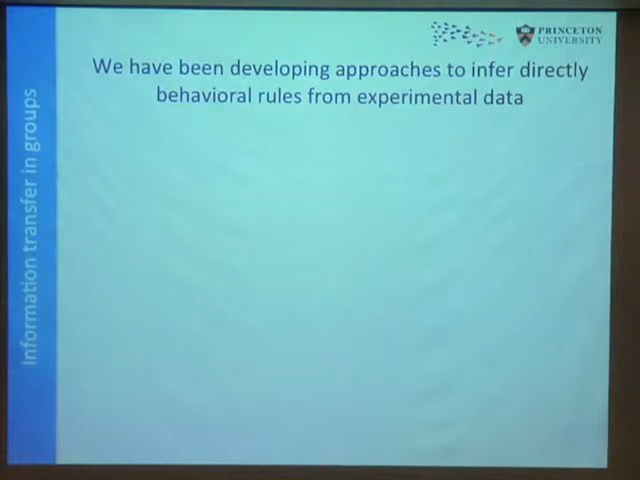 PRINCETON
UNIVERSITY
We have been developing approaches to infer directly
behavioral rules from experimental data
Information transfer in groups